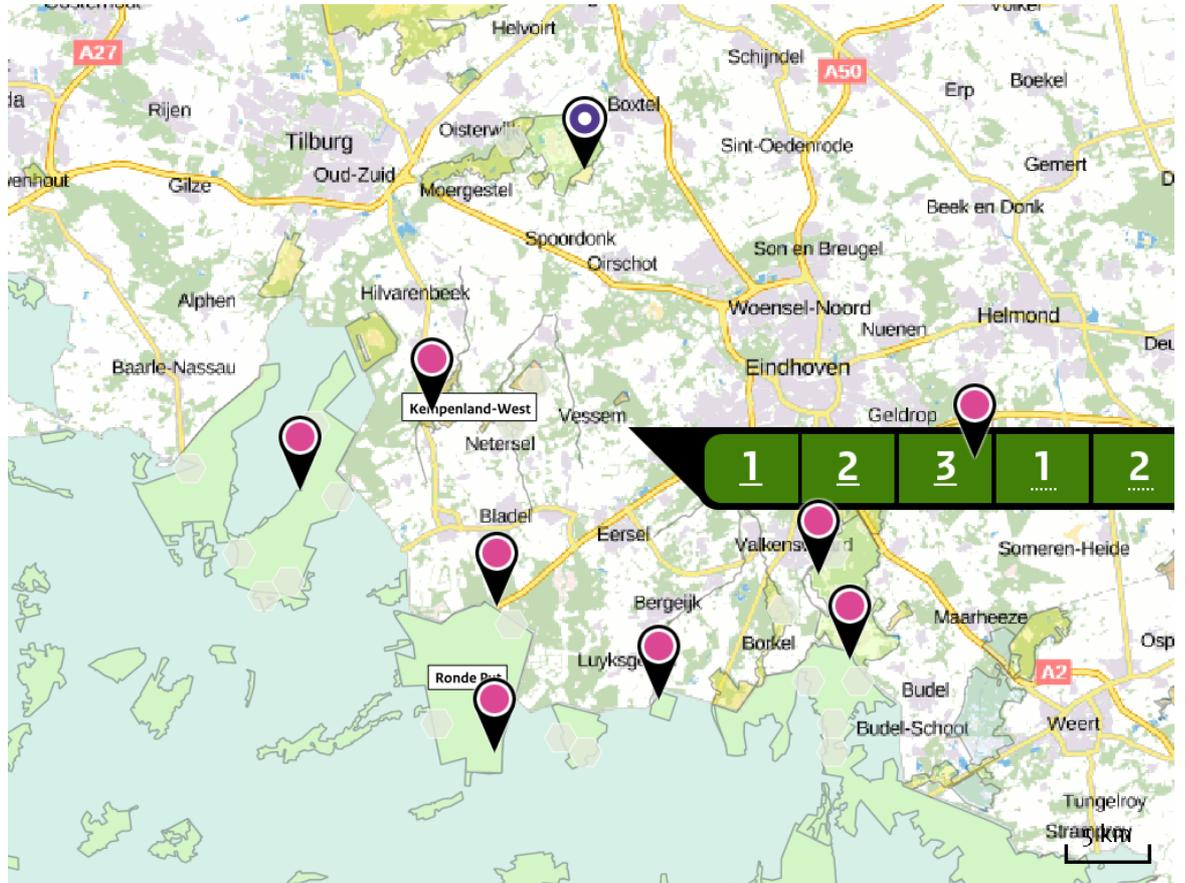 Helvoirt
Schijndel
A27
A50
Boekel
Erp
Boxtel
Rijen
Oisterwijk
Tilburg
Sint-Oedenrode
Gemert
Oud-Zuid
Gilze
Moergestel
Beek en Donk
Spoordonk
Son en Breugel
Oirschot
Hilvarenbeek
Alphen
Woensel-Noord
Helmond
Nuenen
Baarle-Nassau
Eindhoven
Kempenland-West
Vessem
Geldrop
Netersel
1 2 3 1 2
Bladel
Eersel
Someren-Heide
Bergeijk
Maarheeze
Borkel
A2
Budel
Budel-Schoot
Weert
Tungelroy
5 km